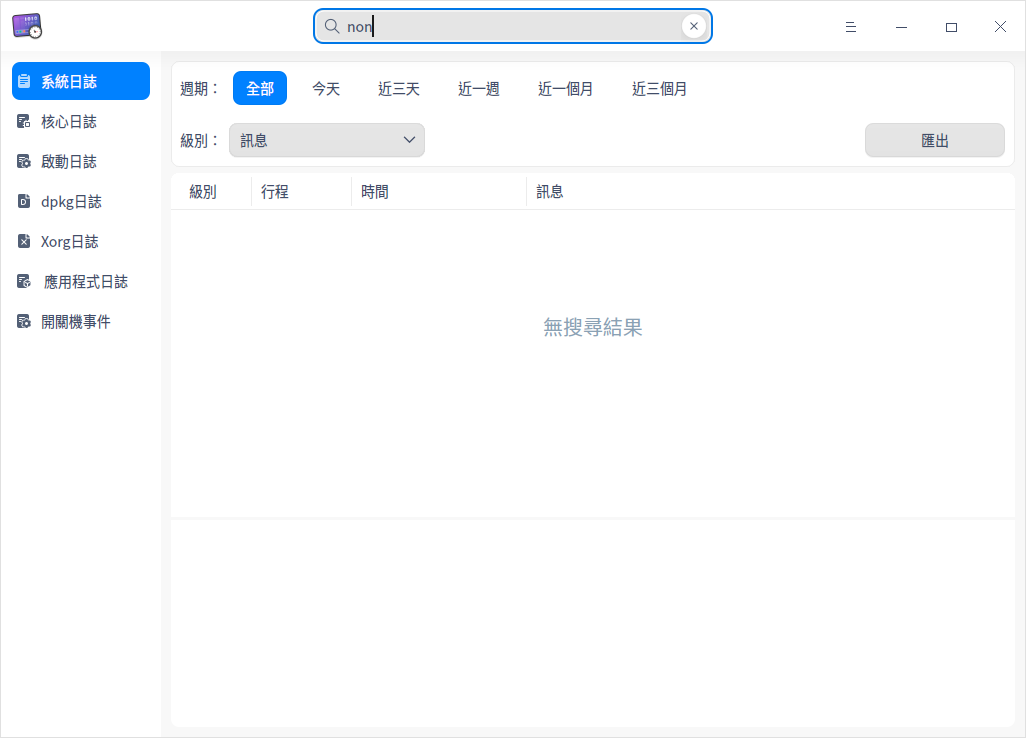 non
系統日誌
核心日誌
啟動日誌
dpkg日誌
Xorg日誌
應用程式日誌
開關機事件
週期： 全部 今天 近三天 近一週 近一個月 近三個月
級別： 訊息 匯出
級別 行程 時間 訊息
無搜尋結果